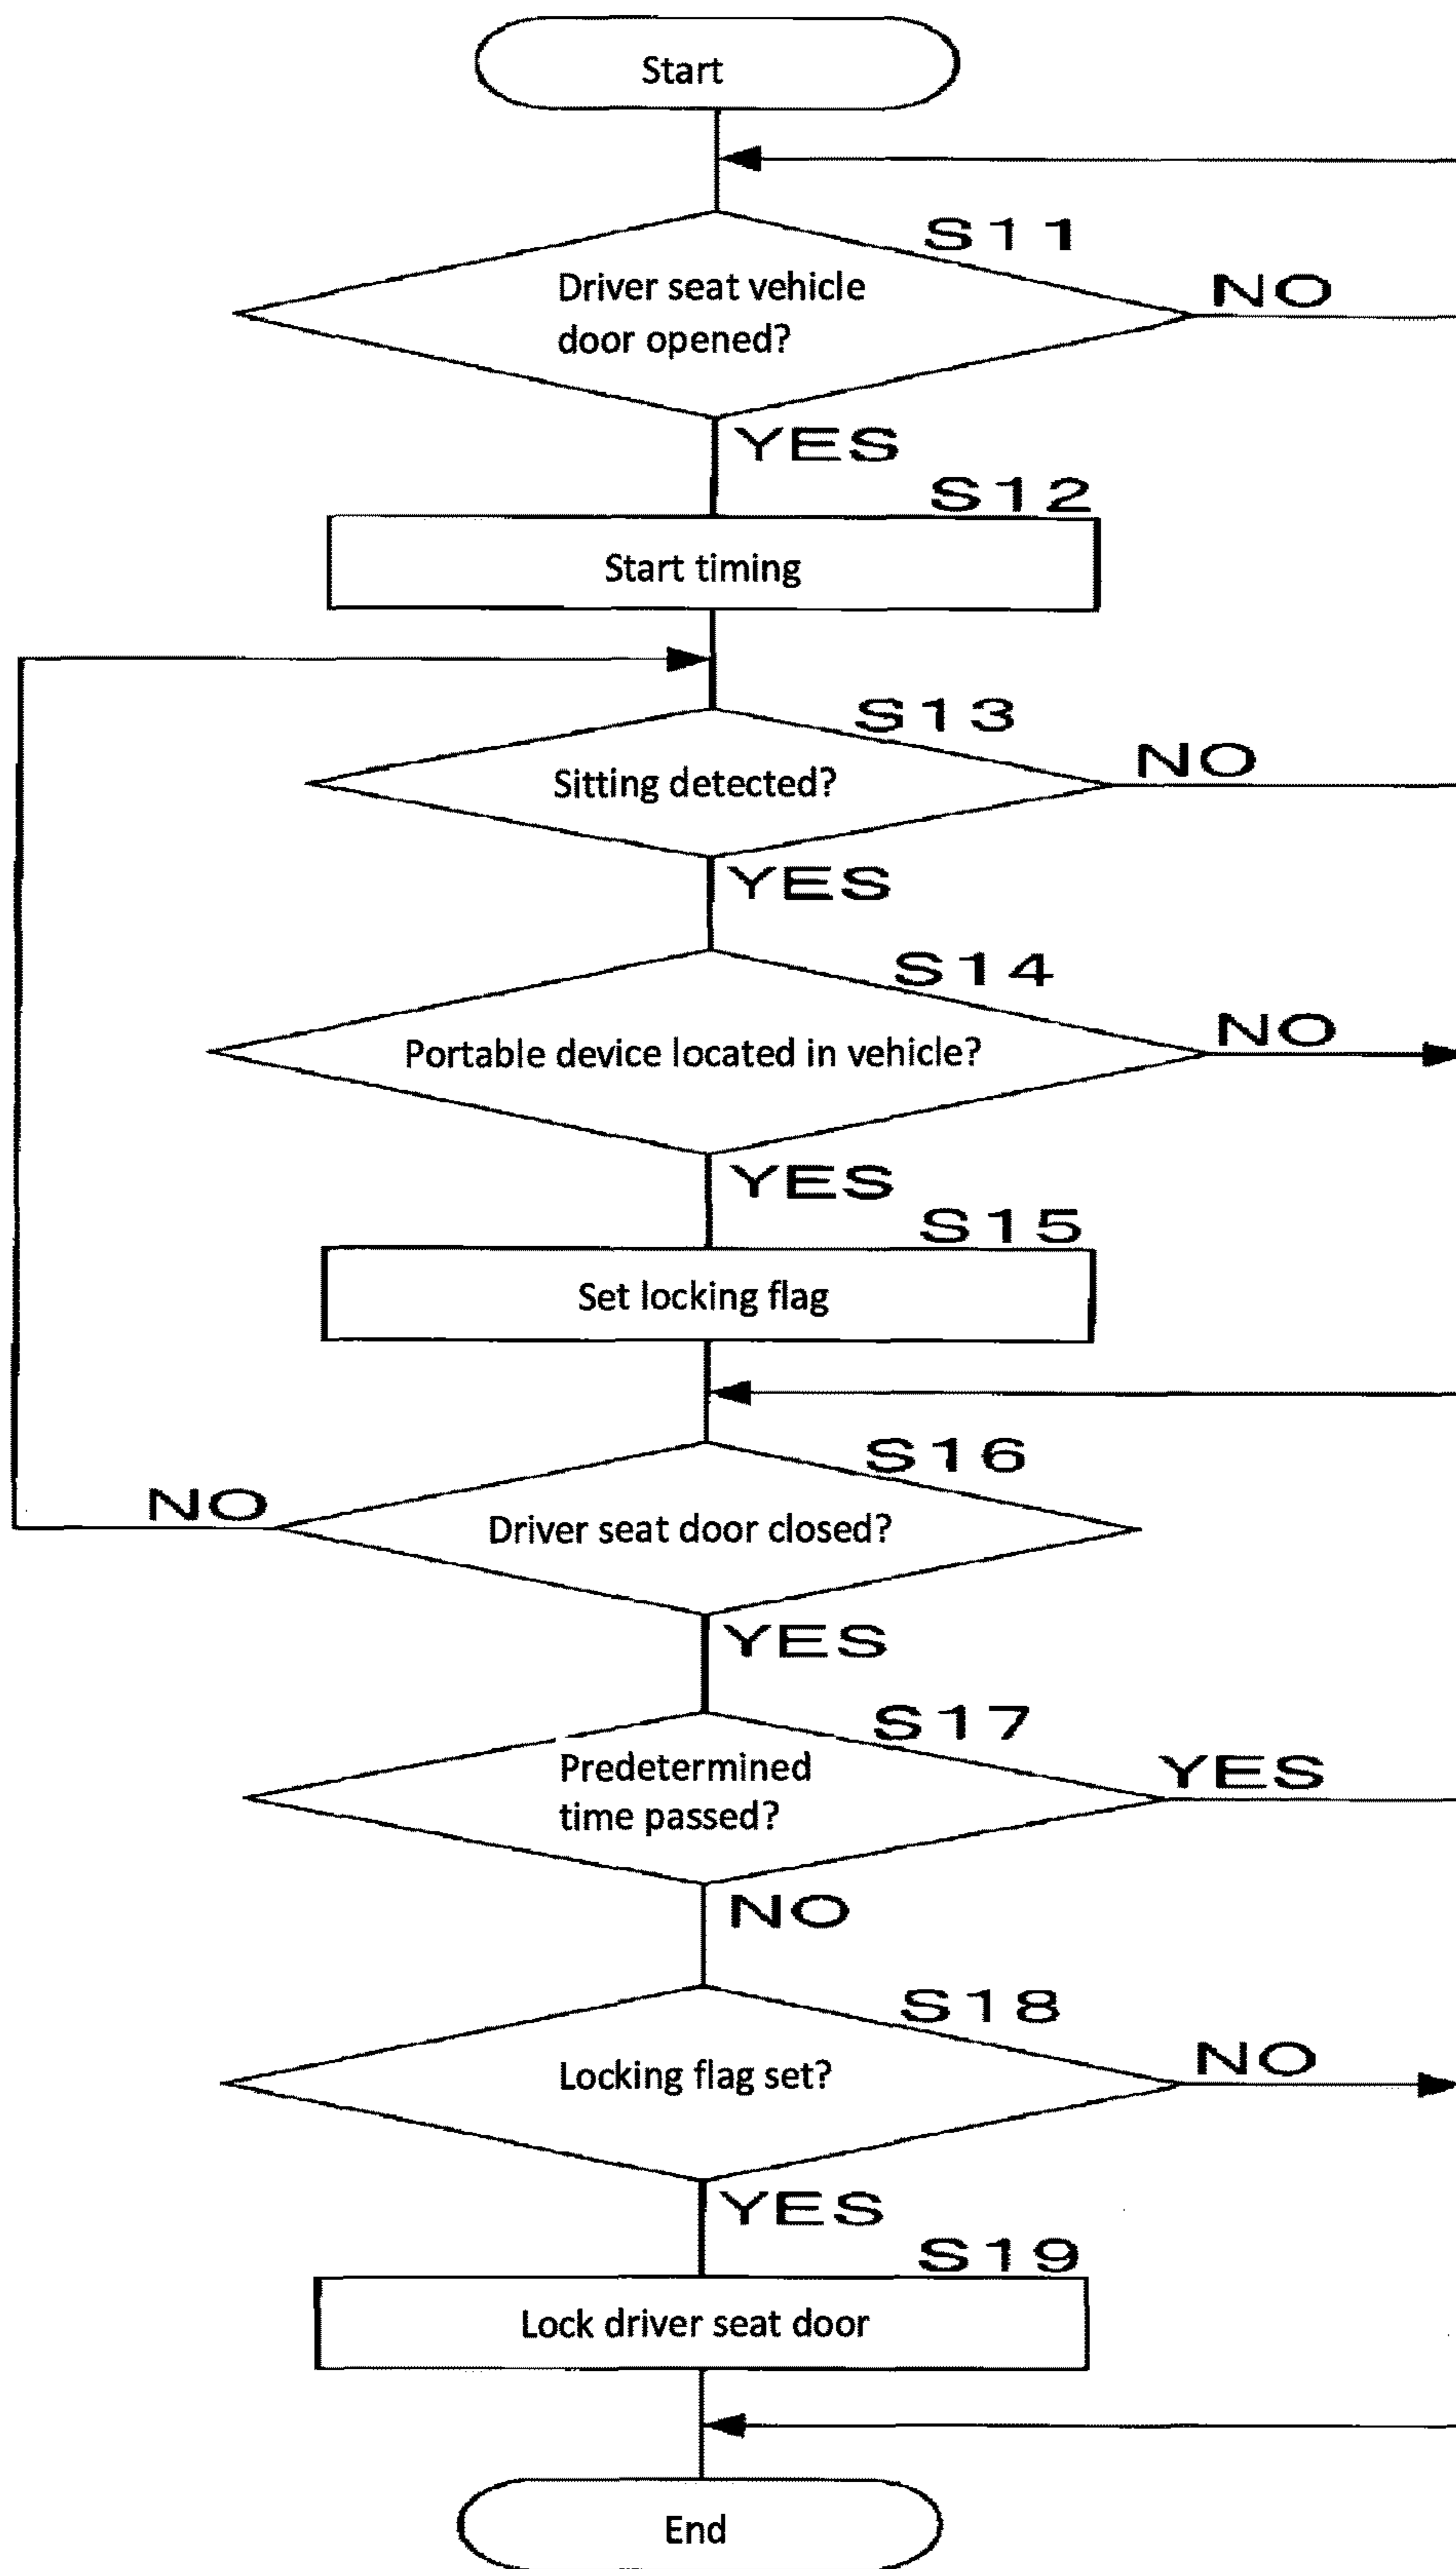 Start
S11
Driver seat vehicle
door opened?
NO
YES
S12
Start timing
S13
Sitting detected?
NO
YES
S14
Portable device located in vehicle?
NO
YES
S15
Set locking flag
S16
NO
Driver seat door closed?
YES
S17
Predetermined
time passed?
YES
NO
S18
Locking flag set?
NO
YES
S19
Lock driver seat door
End